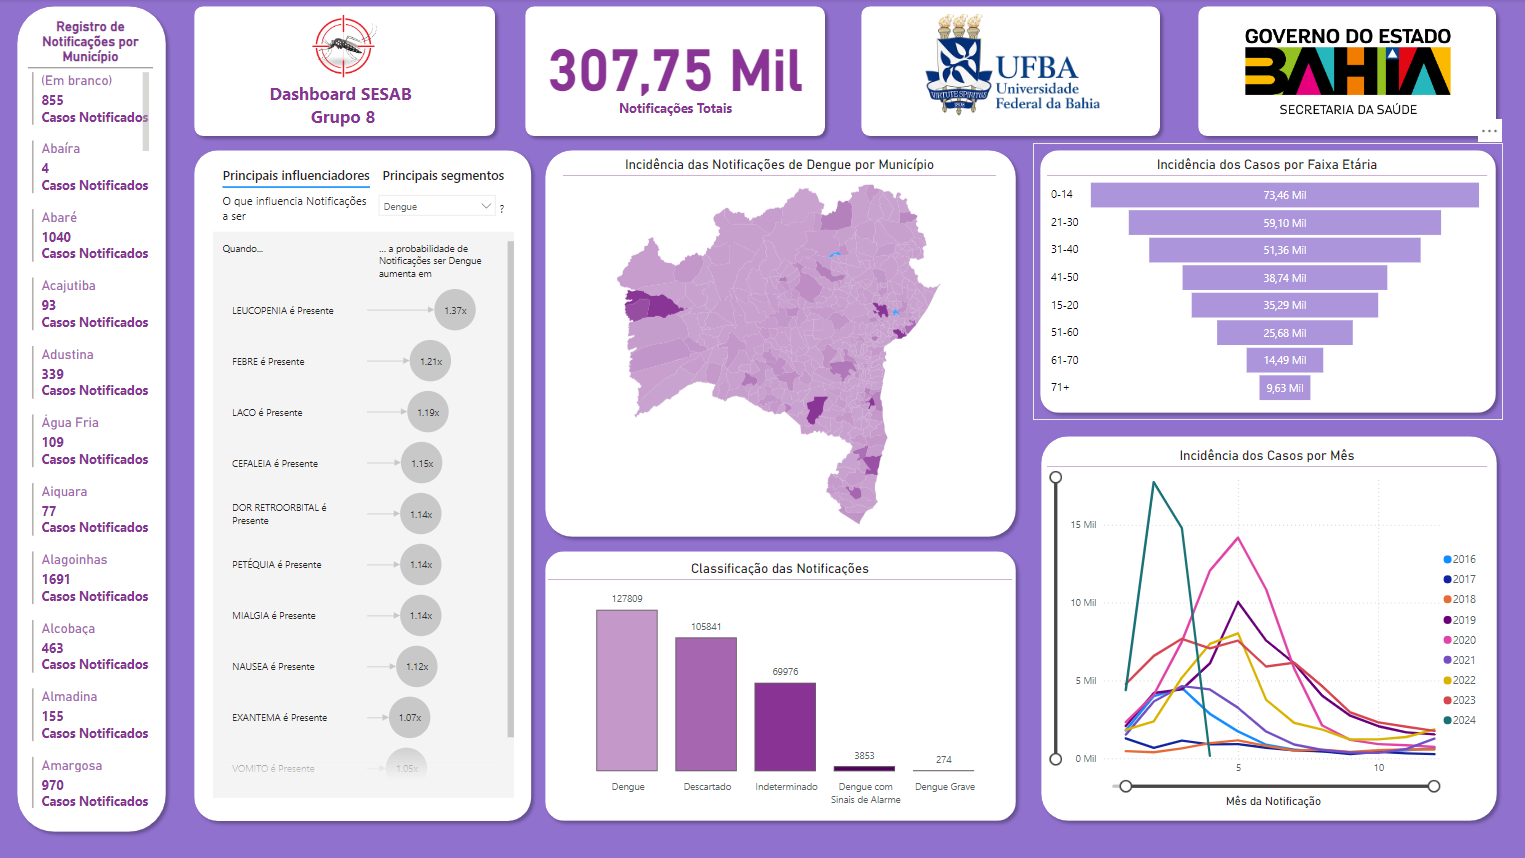 Registro de
Notificações por
Município
(Em branco)
855
Casos Notificados
Abaíra
4
Casos Notificados
Abaré
1040
Casos Notificados
Acajutiba
93
Casos Notificados
Adustina
339
Casos Notificados
Água Fria
109
Casos Notificados
Aiquara
77
Casos Notificados
Alagoinhas
1691
Casos Notificados
Alcobaça
463
Casos Notificados
Almadina
155
Casos Notificados
Amargosa
970
Casos Notificados
Dashboard SESAB
Grupo 8
307,75 Mil
Notificações Totais
VIRTUTE SPIRITUS
UFBA
Universidade
Federal da Bahia
GOVERNO DO ESTADO
BAHIA
SECRETARIA DA SAÚDE
Principais influenciadores
Principais segmentos
O que influencia Notificações
a ser
Dengue
?
Quando...
... a probabilidade de
Notificações ser Dengue
aumenta em
LEUCOPENIA é Presente
1.37x
FEBRE é Presente
1.21x
LACO é Presente
1.19x
CEFALEIA é Presente
1.15x
DOR RETROORBITAL é
Presente
1.14x
PETÉQUIA é Presente
1.14x
MIALGIA é Presente
1.14x
NAUSEA é Presente
1.12x
EXANTEMA é Presente
1.07x
VOMITO é Presente
1.05x
Incidência das Notificações de Dengue por Município
Classificação das Notificações
127809
105841
69976
3853
274
Dengue
Descartado
Indeterminado
Dengue com
Sinais de Alarme
Dengue Grave
Incidência dos Casos por Faixa Etária
0-14
73,46 Mil
21-30
59,10 Mil
31-40
51,36 Mil
41-50
38,74 Mil
15-20
35,29 Mil
51-60
25,68 Mil
61-70
14,49 Mil
71+
9,63 Mil
Incidência dos Casos por Mês
15 Mil
10 Mil
5 Mil
0 Mil
5
10
Mês da Notificação
2016
2017
2018
2019
2020
2021
2022
2023
2024